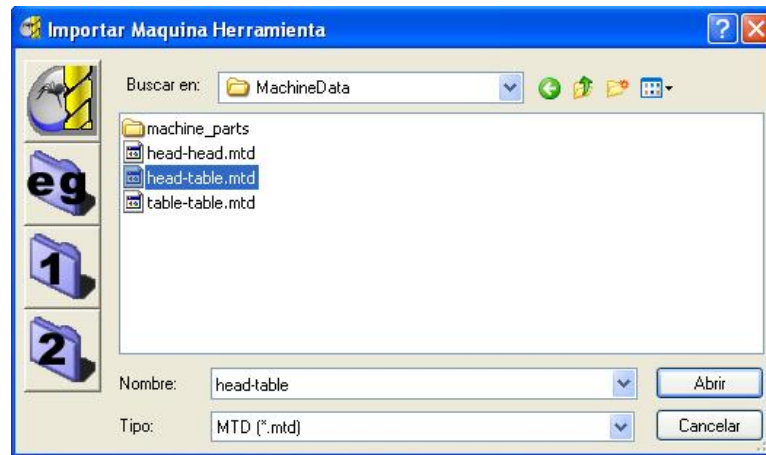 Importar Maquina Herramienta
Buscar en: MachineData
machine_parts
head-head.mtd
head-table.mtd
table-table.mtd
eg
1
2
Nombre: head-table Abrir
Tipo: MTD (*.mtd) Cancelar